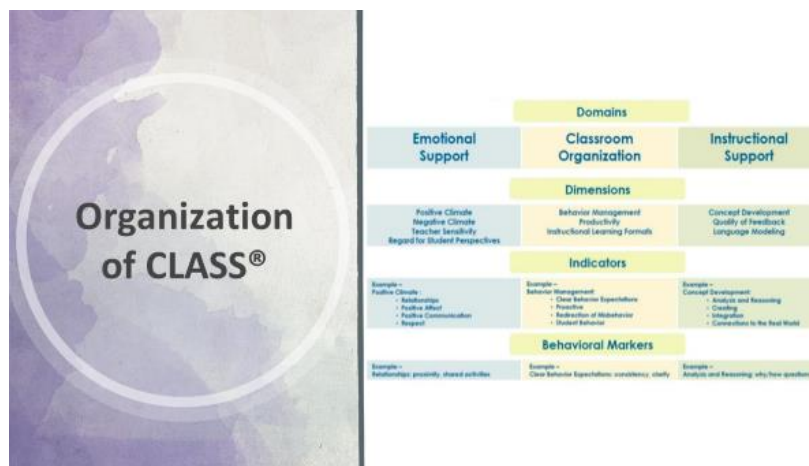 Organization
of CLASS®
Domains
Emotional
Support
Classroom
Organization
Instructional
Support
Dimensions
Positive Climate
Negative Climate
Teacher Sensitivity
Regard for Student Perspectives
Behavior Management
Productivity
Instructional Learning Formats
Concept Development
Quality of Feedback
Language Modeling
Indicators
Example –
Positive Climate :
• Relationships
• Positive Affect
• Positive Communication
• Respect
Example –
Behavior Management:
• Clear Behavior Expectations
• Proactive
• Redirection of Misbehavior
• Student Behavior
Example –
Concept Development:
• Analysis and Reasoning
• Creating
• Integration
• Connections to the Real World
Behavioral Markers
Example –
Relationships: proximity, shared activities
Example –
Clear Behavior Expectations: consistency, clarity
Example –
Analysis and Reasoning: why/how questions